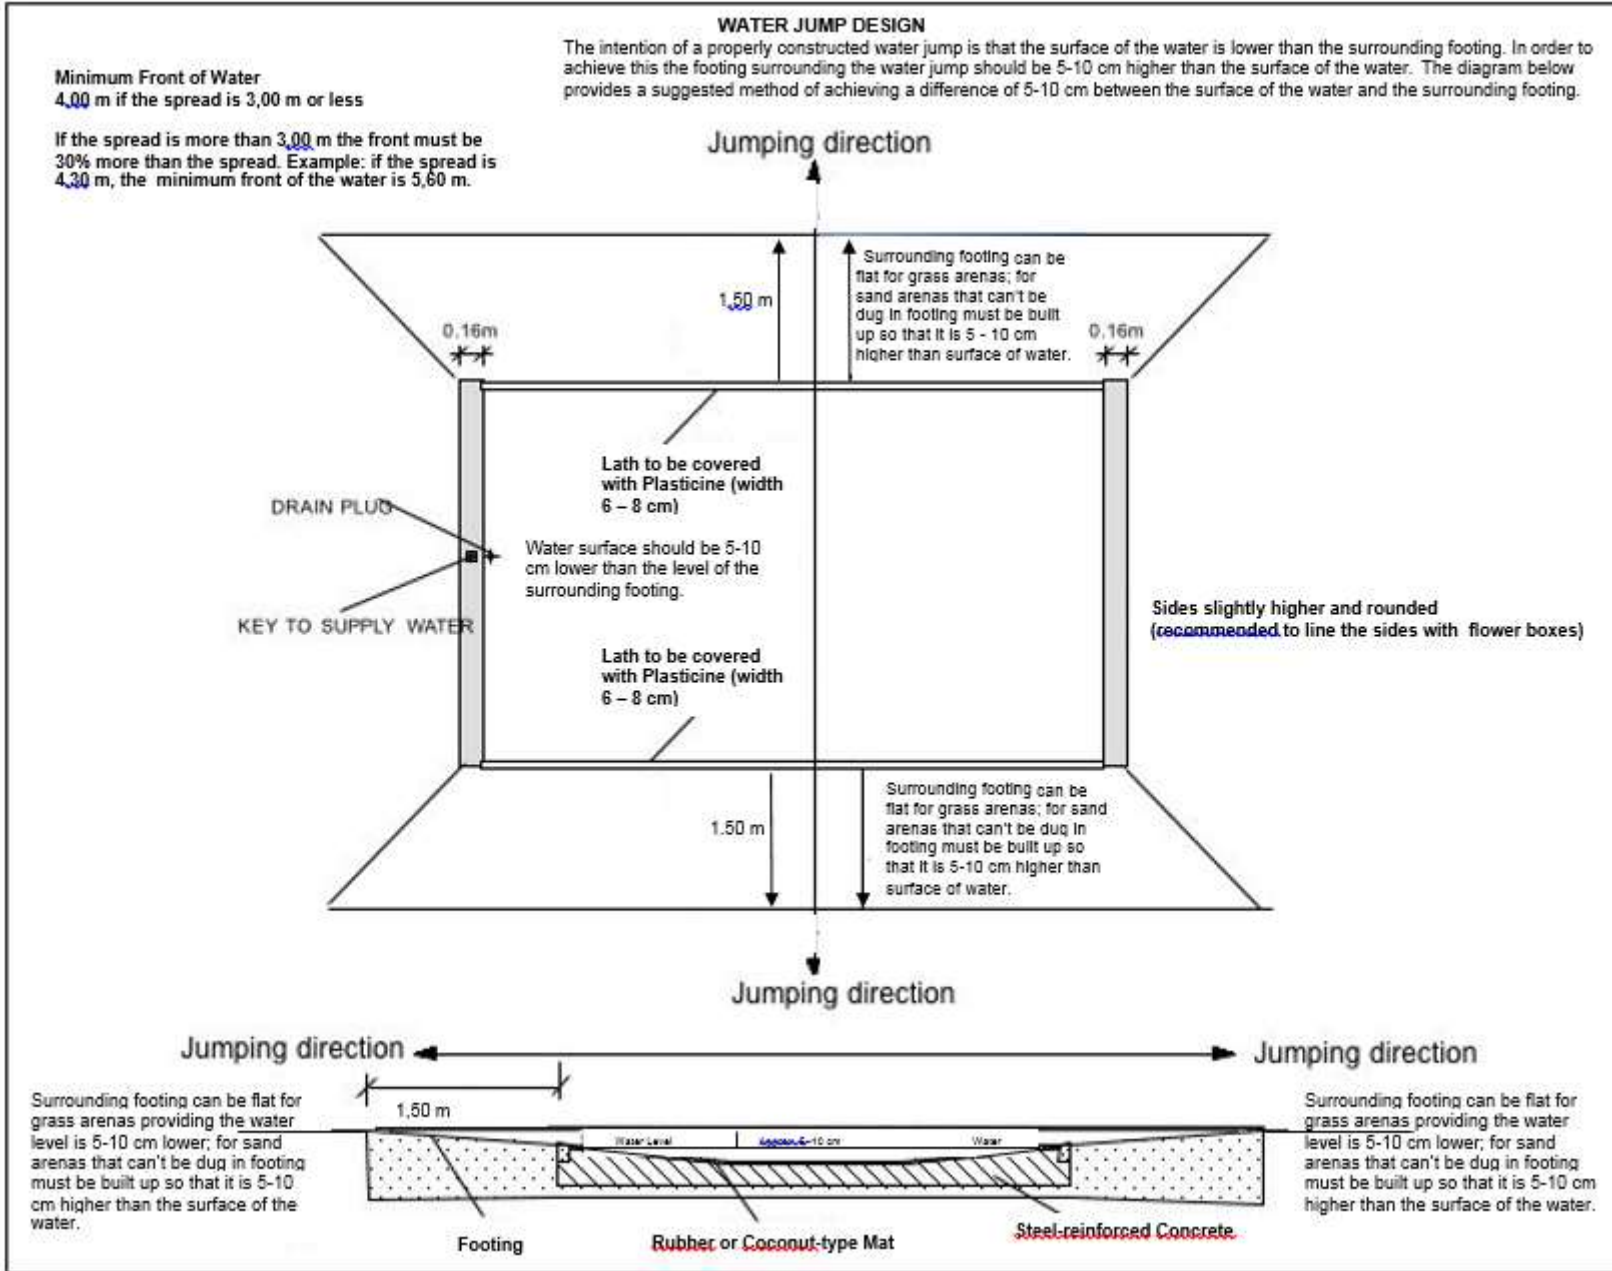 WATER JUMP DESIGN
The intention of a properly constructed water jump is that the surface of the water is lower than the surrounding footing. In order to
achieve this the footing surrounding the water jump should be 5-10 cm higher than the surface of the water. The diagram below
provides a suggested method of achieving a difference of 5-10 cm between the surface of the water and the surrounding footing.
Minimum Front of Water
4,00 m if the spread is 3,00 m or less
If the spread is more than 3,00 m the front must be
30% more than the spread. Example: if the spread is
4,30 m, the minimum front of the water is 5,60 m.
Jumping direction
Surrounding footing can be
flat for grass arenas; for
sand arenas that can't be
dug in footing must be built
up so that it is 5 - 10 cm
higher than surface of water.
1,50 m
0.16m
0.16m
Lath to be covered
with Plasticine (width
6 – 8 cm)
DRAIN PLUG
Water surface should be 5-10
cm lower than the level of the
surrounding footing.
KEY TO SUPPLY WATER
Sides slightly higher and rounded
(recommended to line the sides with flower boxes)
Lath to be covered
with Plasticine (width
6 – 8 cm)
1.50 m
Surrounding footing can be
flat for grass arenas; for sand
arenas that can't be dug in
footing must be built up so
that it is 5-10 cm higher than
surface of water.
Jumping direction
Jumping direction
Jumping direction
Surrounding footing can be flat for
grass arenas providing the water
level is 5-10 cm lower; for sand
arenas that can't be dug in footing
must be built up so that it is 5-10
cm higher than the surface of the
water.
1,50 m
Water Level
10 cm
Water
Surrounding footing can be flat for
grass arenas providing the water
level is 5-10 cm lower; for sand
arenas that can't be dug in footing
must be built up so that it is 5-10 cm
higher than the surface of the water.
Footing
Rubber or Coconut-type Mat
Steel-reinforced Concrete